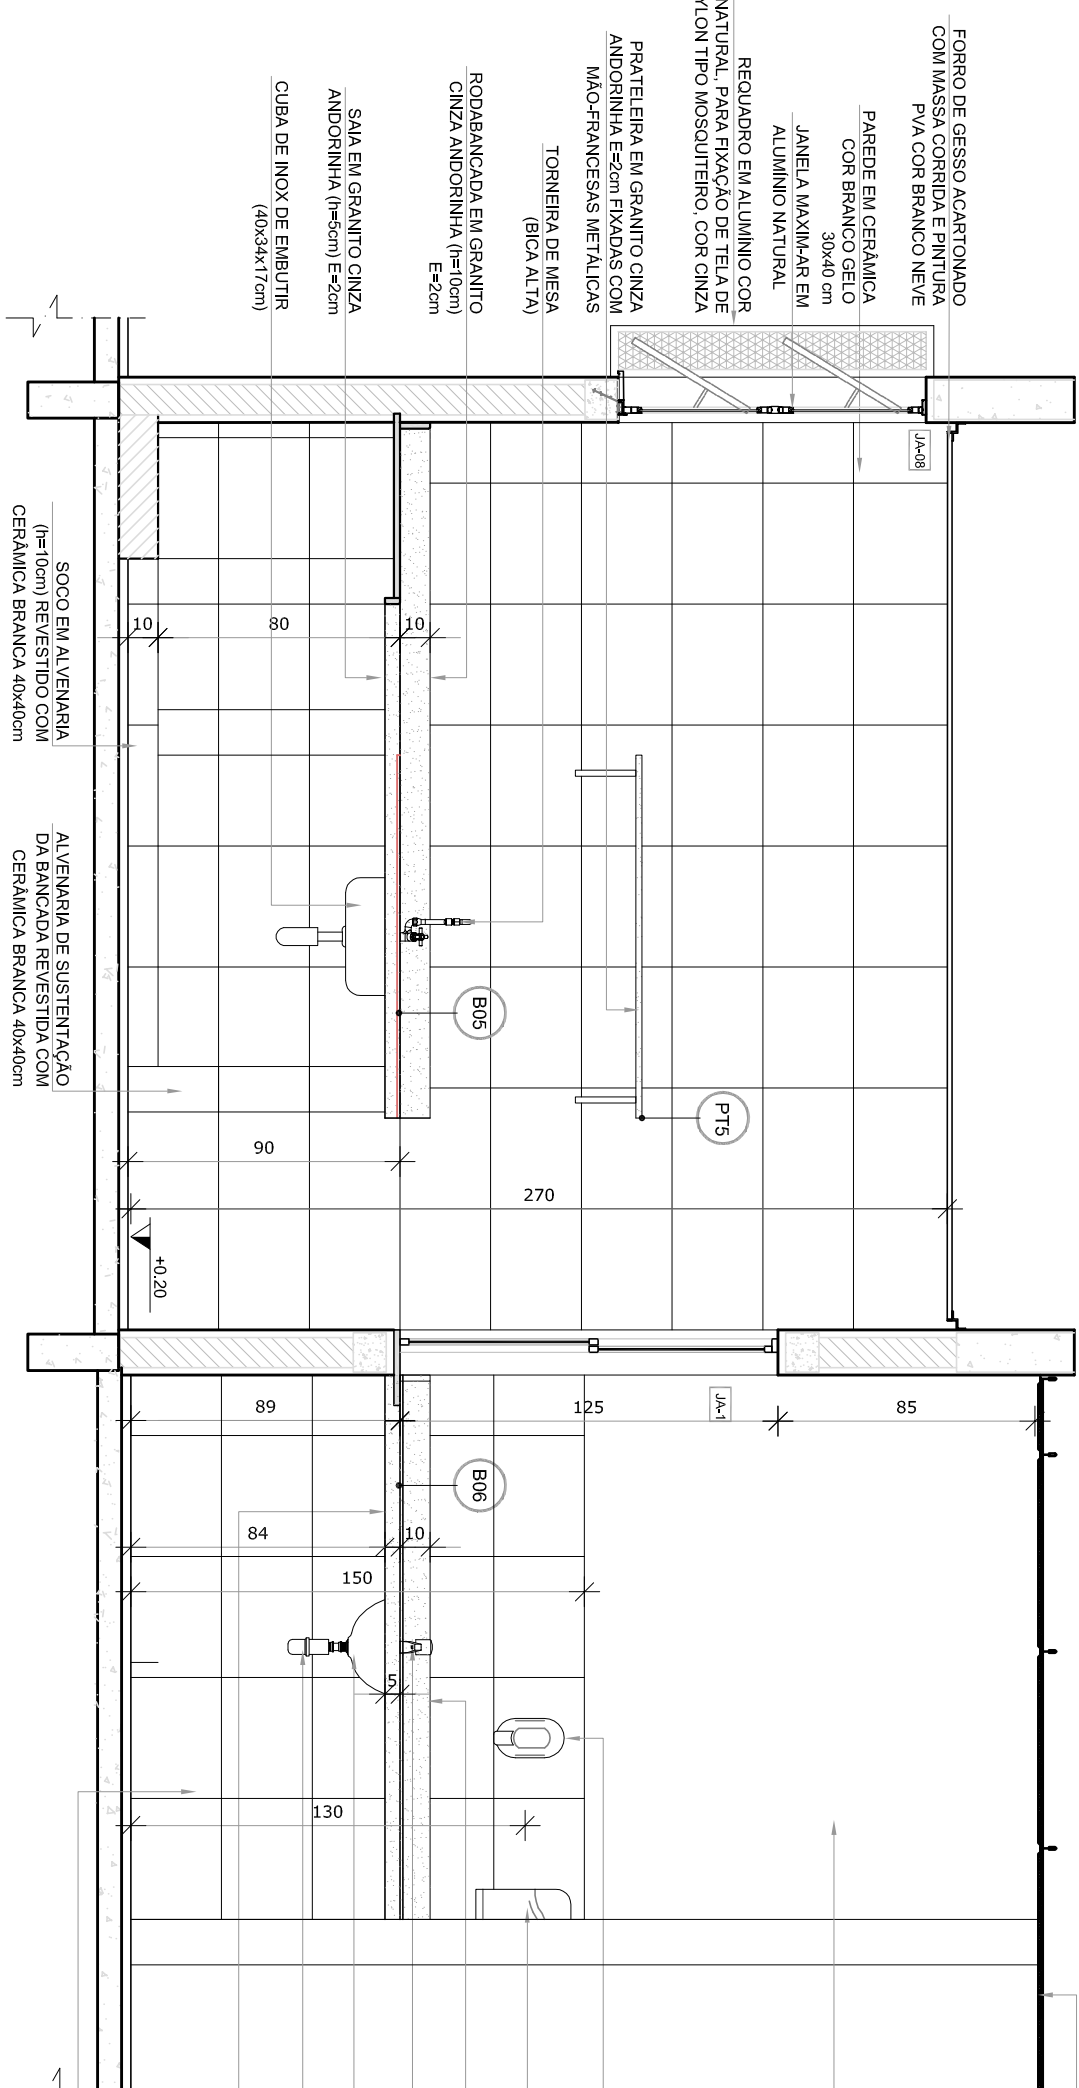 FORRO DE GESSO ACARTONADO
COM MASSA CORRIDA E PINTURA
PVA COR BRANCO NEVE
PAREDE EM CERÂMICA
COR BRANCO GELO
30x40 cm
JANELA MAXIM-AR EM
ALUMÍNIO NATURAL
REQUADRO EM ALUMÍNIO COR
NATURAL, PARA FIXAÇÃO DE TELA DE
TIPO MOSQUITEIRO, COR CINZA
PRATELEIRA EM GRANITO CINZA
ANDORINHA E=2cm FIXADAS COM
MÃO-FRANCESAS METÁLICAS
TORNEIRA DE MESA
(BICA ALTA)
RODABANCADA EM GRANITO
CINZA ANDORINHA (h=10cm)
E=2cm
SAIA EM GRANITO CINZA
ANDORINHA (h=5cm) E=2cm
CUBA DE INOX DE EMBUTIR
(40x34x17cm)
JA-08
SOCO EM ALVENARIA
(h=10cm) REVESTIDO COM
CERÂMICA BRANCA 40x40cm
10
80
10
ALVENARIA DE SUSTENTAÇÃO
DA BANCADA REVESTIDA COM
CERÂMICA BRANCA 40x40cm
B05
PT5
90
270
+0.20
89
125
JA-1
85
B06
84
10
150
5
130